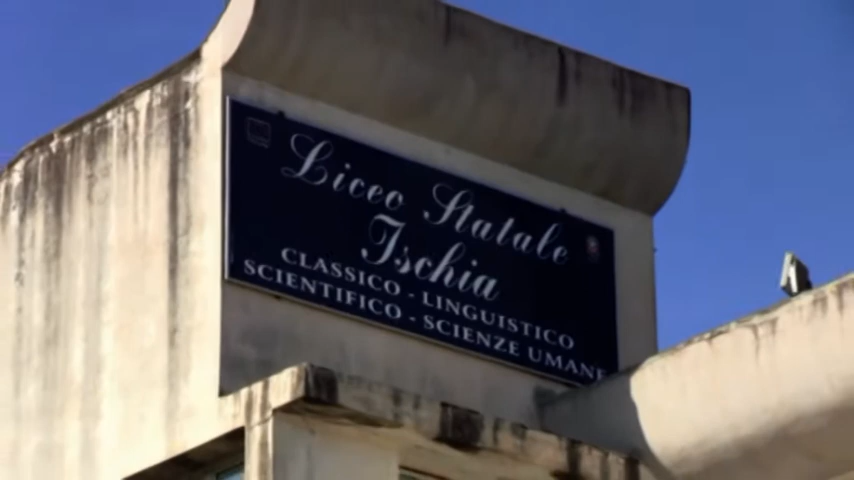 Liceo Statale
Ischia
CLASSICO - LINGUISTICO
SCIENTIFICO - SCIENZE UMANE